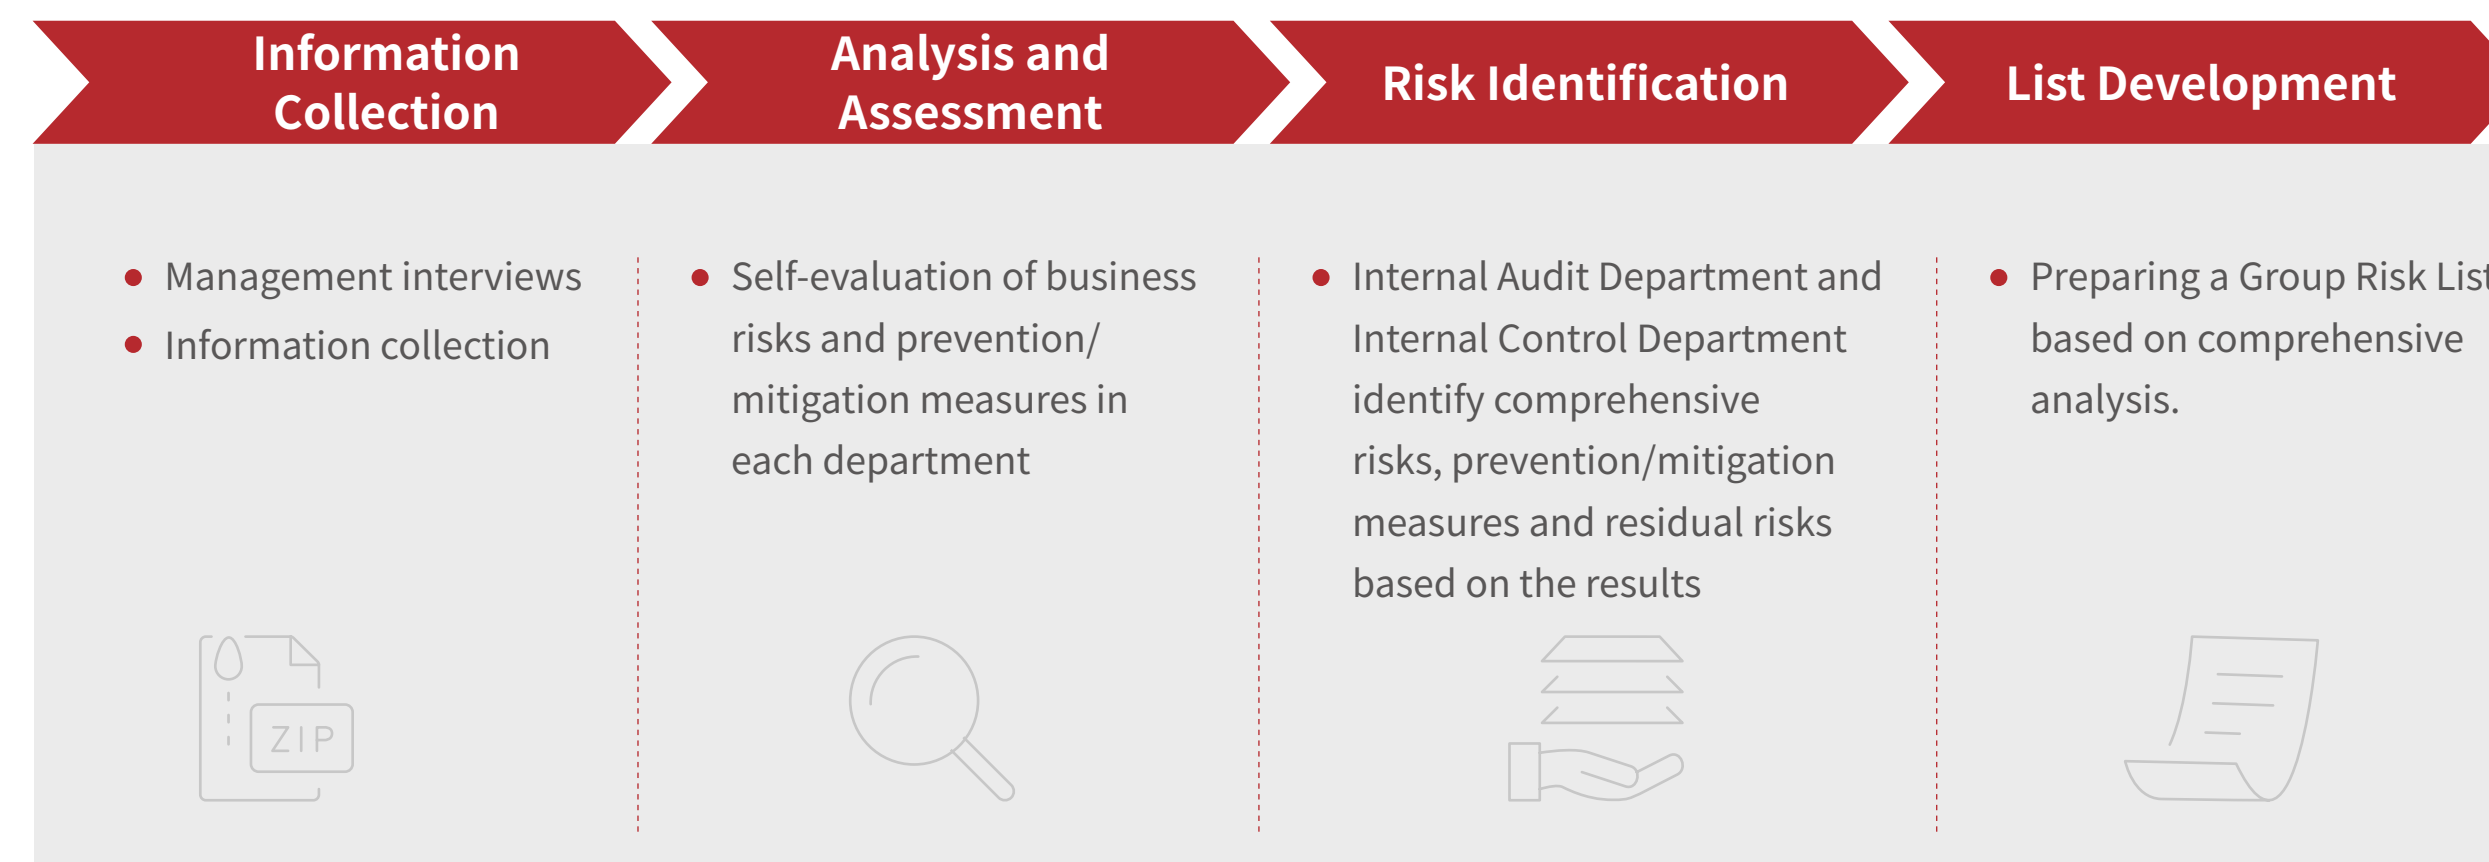 Information
Collection
Analysis and
Assessment
Risk Identification
List Development
Management interviews
Information collection
Self-evaluation of business
risks and prevention/
mitigation measures in
each department
Internal Audit Department and
Internal Control Department
identify comprehensive
risks, prevention/mitigation
measures and residual risks
based on the results
Preparing a Group Risk List
based on comprehensive
analysis.
ZIP